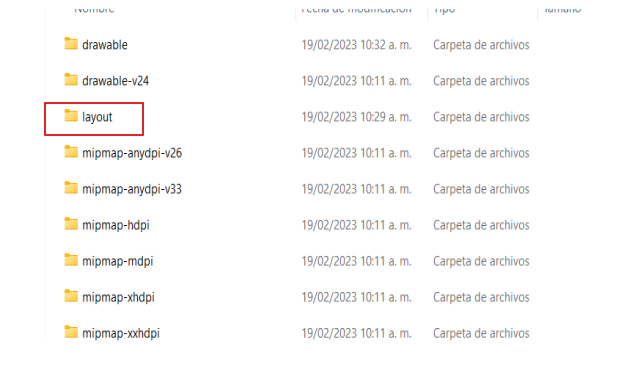 Nombre Fecha de modificación Tipo Tamaño
drawable 19/02/2023 10:32 a. m. Carpeta de archivos
drawable-v24 19/02/2023 10:11 a. m. Carpeta de archivos
layout 19/02/2023 10:29 a. m. Carpeta de archivos
mipmap-anydpi-v26 19/02/2023 10:11 a. m. Carpeta de archivos
mipmap-anydpi-v33 19/02/2023 10:11 a. m. Carpeta de archivos
mipmap-hdpi 19/02/2023 10:11 a. m. Carpeta de archivos
mipmap-mdpi 19/02/2023 10:11 a. m. Carpeta de archivos
mipmap-xhdpi 19/02/2023 10:11 a. m. Carpeta de archivos
mipmap-xxhdpi 19/02/2023 10:11 a. m. Carpeta de archivos